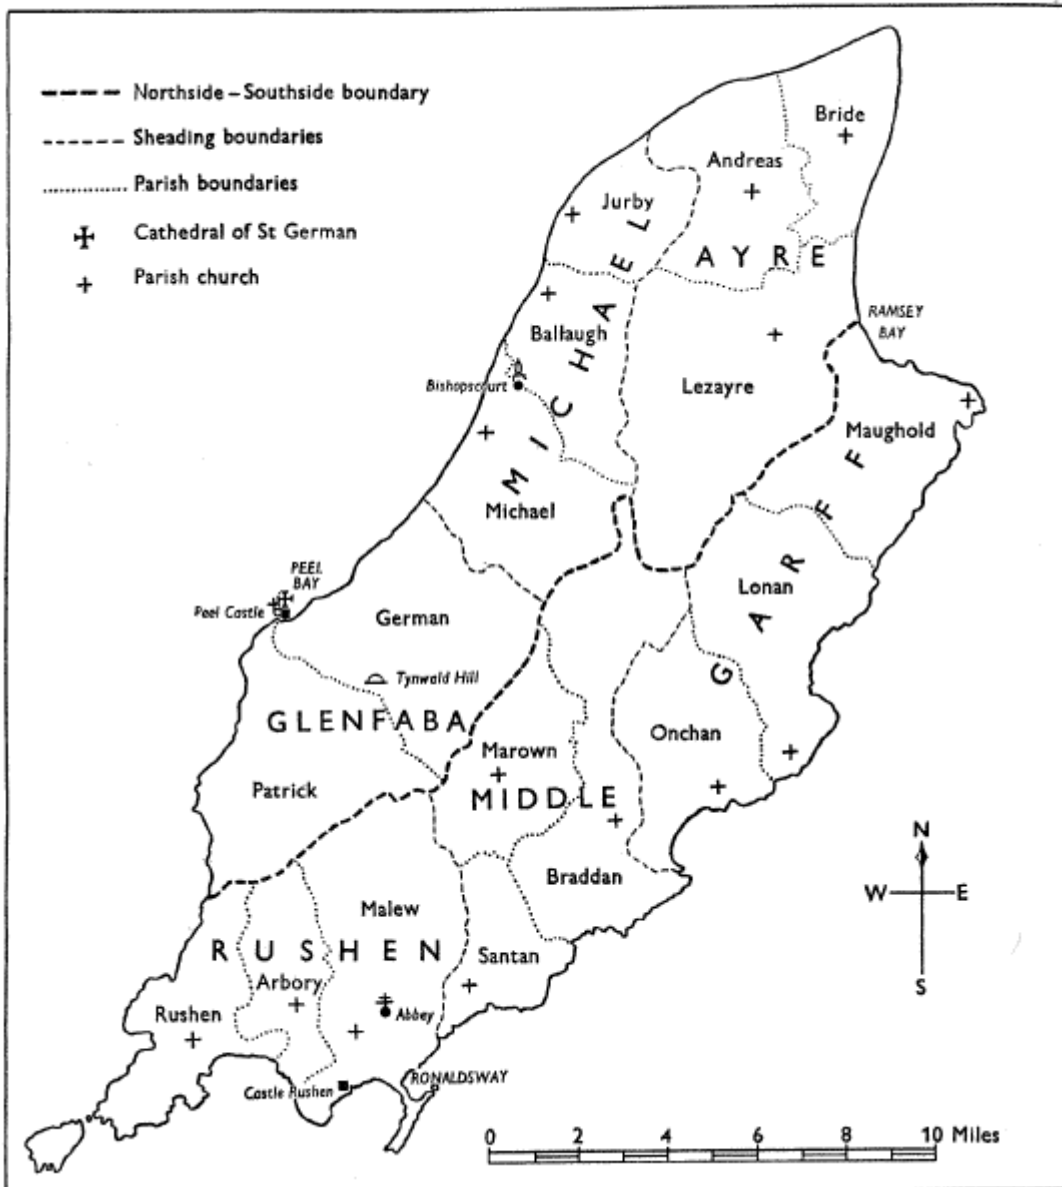 Northside – Southside boundary
Sheading boundaries
Parish boundaries
Cathedral of St German
Parish church
Bride
Andreas
Jurby
AYRE
MICHAEL
Ballaugh
RAMSEY
BAY
Bishopscourt
Lezayre
Maughold
GARFF
Michael
PEEL
BAY
Peel Castle
German
Lonan
Tynwald Hill
GLENFABA
Onchan
Marown
Patrick
MIDDLE
Braddan
N
W E
S
Malew
RUSHEN
Santan
Arbory
Rushen
Abbey
Castle Rushen
RONALDSWAY
0 2 4 6 8 10 Miles